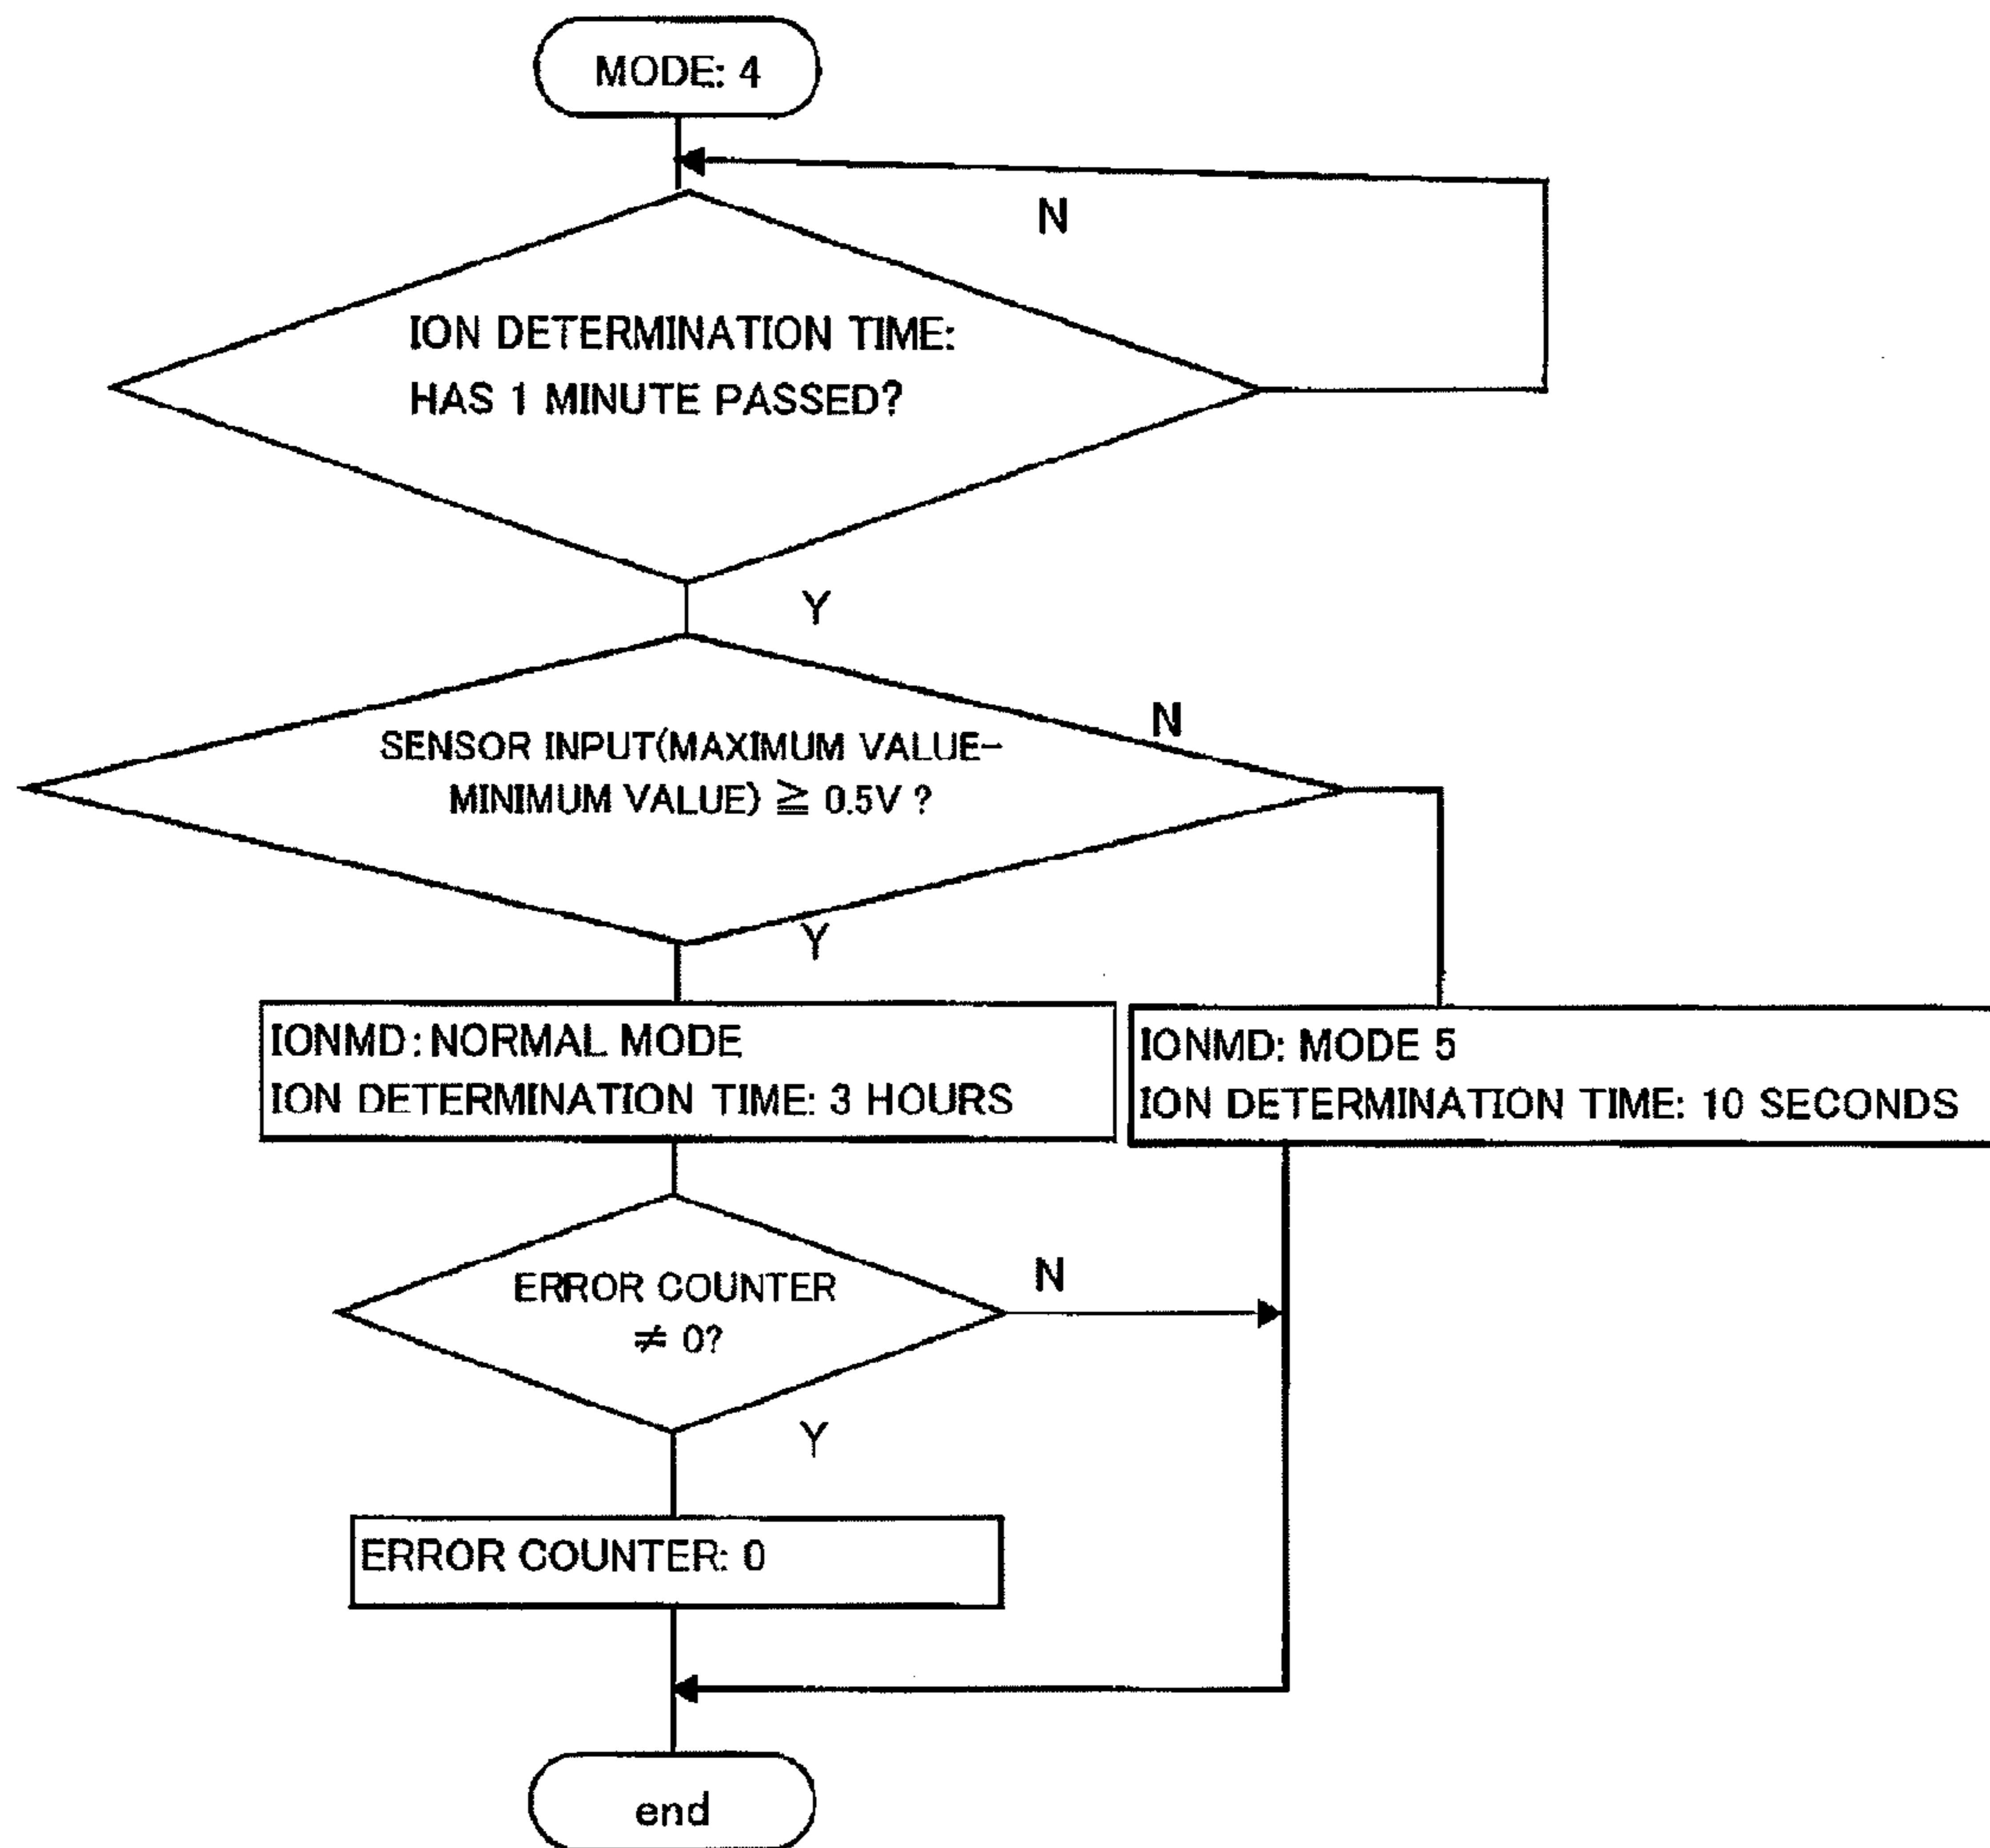 MODE: 4
N
ION DETERMINATION TIME:
HAS 1 MINUTE PASSED?
Y
N
SENSOR INPUT(MAXIMUM VALUE-
MINIMUM VALUE) ≧ 0.5V ?
Y
IONMD: NORMAL MODE
ION DETERMINATION TIME: 3 HOURS
IONMD: MODE 5
ION DETERMINATION TIME: 10 SECONDS
ERROR COUNTER
≠ 0?
N
Y
ERROR COUNTER: 0
end